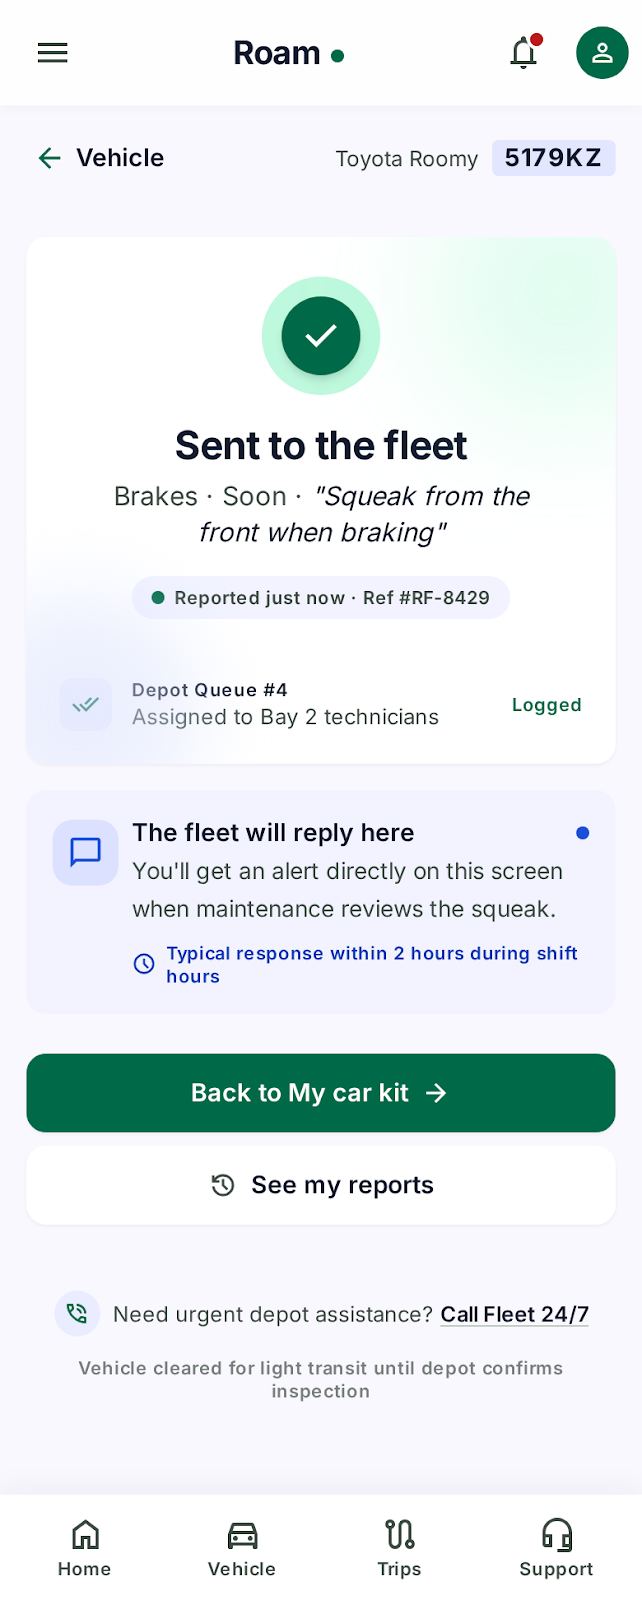 Roam
Vehicle
Toyota Roomy 5179KZ
Sent to the fleet
Brakes · Soon · "Squeak from the
front when braking"
Reported just now · Ref #RF-8429
Depot Queue #4
Assigned to Bay 2 technicians
Logged
The fleet will reply here
You'll get an alert directly on this screen
when maintenance reviews the squeak.
Typical response within 2 hours during shift
hours
Back to My car kit
See my reports
Need urgent depot assistance? Call Fleet 24/7
Vehicle cleared for light transit until depot confirms
inspection
Home Vehicle Trips Support